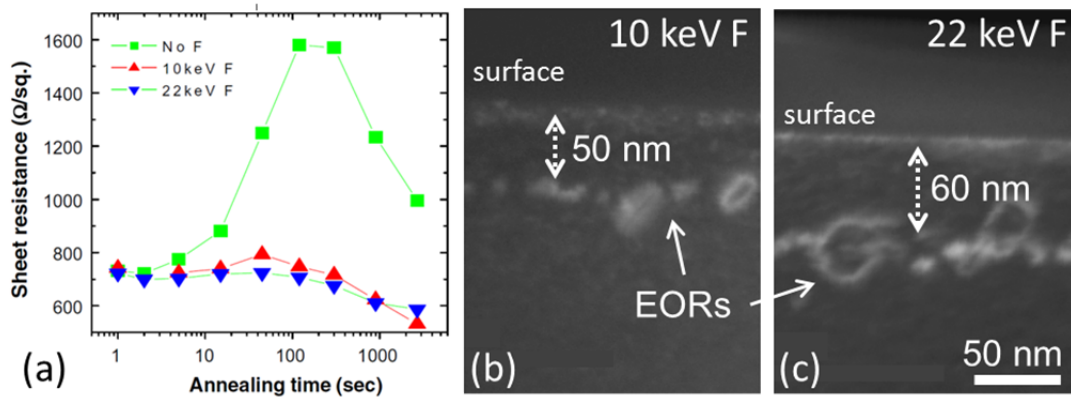 1600
1400
1200
1000
800
600
Sheet resistance (Ω/sq.)
No F
10keV F
22keV F
1
10
100
1000
Annealing time (sec)
(a)
10 keV F
surface
50 nm
EORs
(b)
22 keV F
surface
60 nm
50 nm
(c)